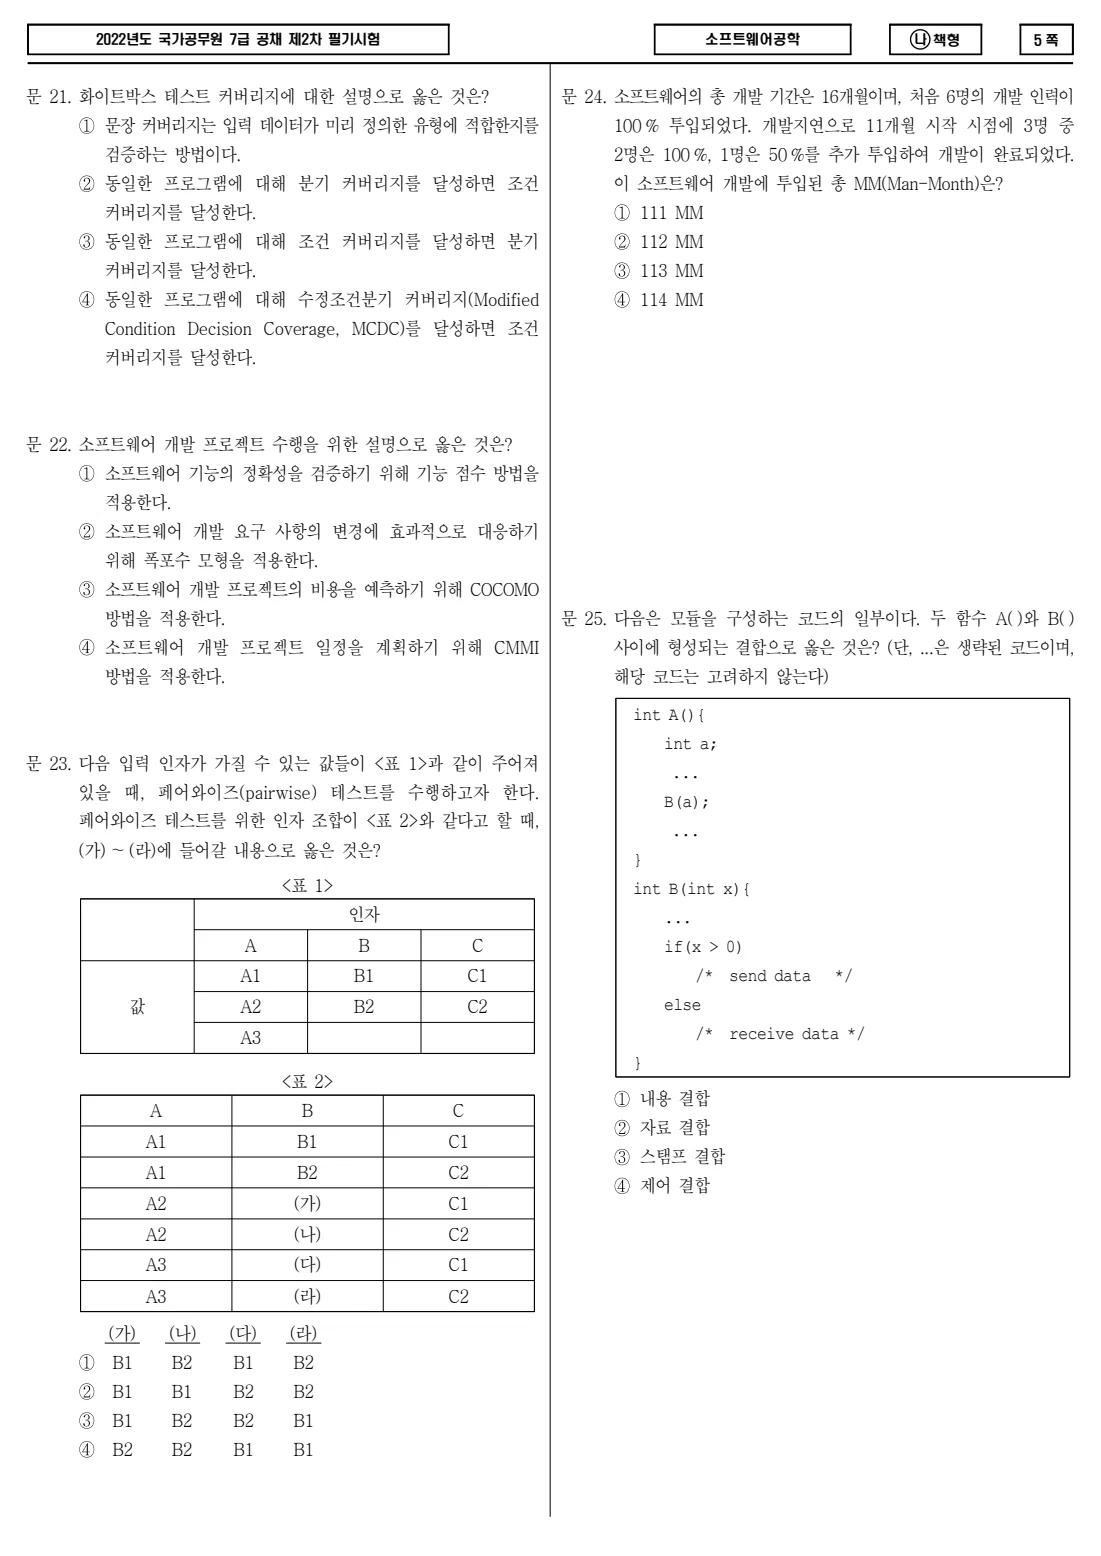 2022년도 국가공무원 7급 공채 제2차 필기시험
소프트웨어공학
㉯ 책형
5 쪽
문 21. 화이트박스 테스트 커버리지에 대한 설명으로 옳은 것은?
① 문장 커버리지는 입력 데이터가 미리 정의한 유형에 적합한지를
검증하는 방법이다.
② 동일한 프로그램에 대해 분기 커버리지를 달성하면 조건
커버리지를 달성한다.
③ 동일한 프로그램에 대해 조건 커버리지를 달성하면 분기
커버리지를 달성한다.
④ 동일한 프로그램에 대해 수정조건분기 커버리지(Modified
Condition Decision Coverage, MCDC)를 달성하면 조건
커버리지를 달성한다.
문 22. 소프트웨어 개발 프로젝트 수행을 위한 설명으로 옳은 것은?
① 소프트웨어 기능의 정확성을 검증하기 위해 기능 점수 방법을
적용한다.
② 소프트웨어 개발 요구 사항의 변경에 효과적으로 대응하기
위해 폭포수 모형을 적용한다.
③ 소프트웨어 개발 프로젝트의 비용을 예측하기 위해 COCOMO
방법을 적용한다.
④ 소프트웨어 개발 프로젝트 일정을 계획하기 위해 CMMI
방법을 적용한다.
문 23. 다음 입력 인자가 가질 수 있는 값들이 <표 1>과 같이 주어져
있을 때, 페어와이즈(pairwise) 테스트를 수행하고자 한다.
페어와이즈 테스트를 위한 인자 조합이 <표 2>와 같다고 할 때,
(가) ~ (라)에 들어갈 내용으로 옳은 것은?
<표 1>
인자
A B C
값
A1 B1 C1
A2 B2 C2
A3
<표 2>
A B C
A1 B1 C1
A1 B2 C2
A2 (가) C1
A2 (나) C2
A3 (다) C1
A3 (라) C2
(가) (나) (다) (라)
① B1 B2 B1 B2
② B1 B1 B2 B2
③ B1 B2 B2 B1
④ B2 B2 B1 B1
문 24. 소프트웨어의 총 개발 기간은 16개월이며, 처음 6명의 개발 인력이
100 % 투입되었다. 개발지연으로 11개월 시작 시점에 3명 중
2명은 100 %, 1명은 50 %를 추가 투입하여 개발이 완료되었다.
이 소프트웨어 개발에 투입된 총 MM(Man-Month)은?
① 111 MM
② 112 MM
③ 113 MM
④ 114 MM
문 25. 다음은 모듈을 구성하는 코드의 일부이다. 두 함수 A( )와 B( )
사이에 형성되는 결합으로 옳은 것은? (단, ...은 생략된 코드이며,
해당 코드는 고려하지 않는다)
int A(){
int a;
...
B(a);
...
}
int B(int x){
...
if(x > 0)
/* send data */
else
/* receive data */
}
① 내용 결합
② 자료 결합
③ 스탬프 결합
④ 제어 결합